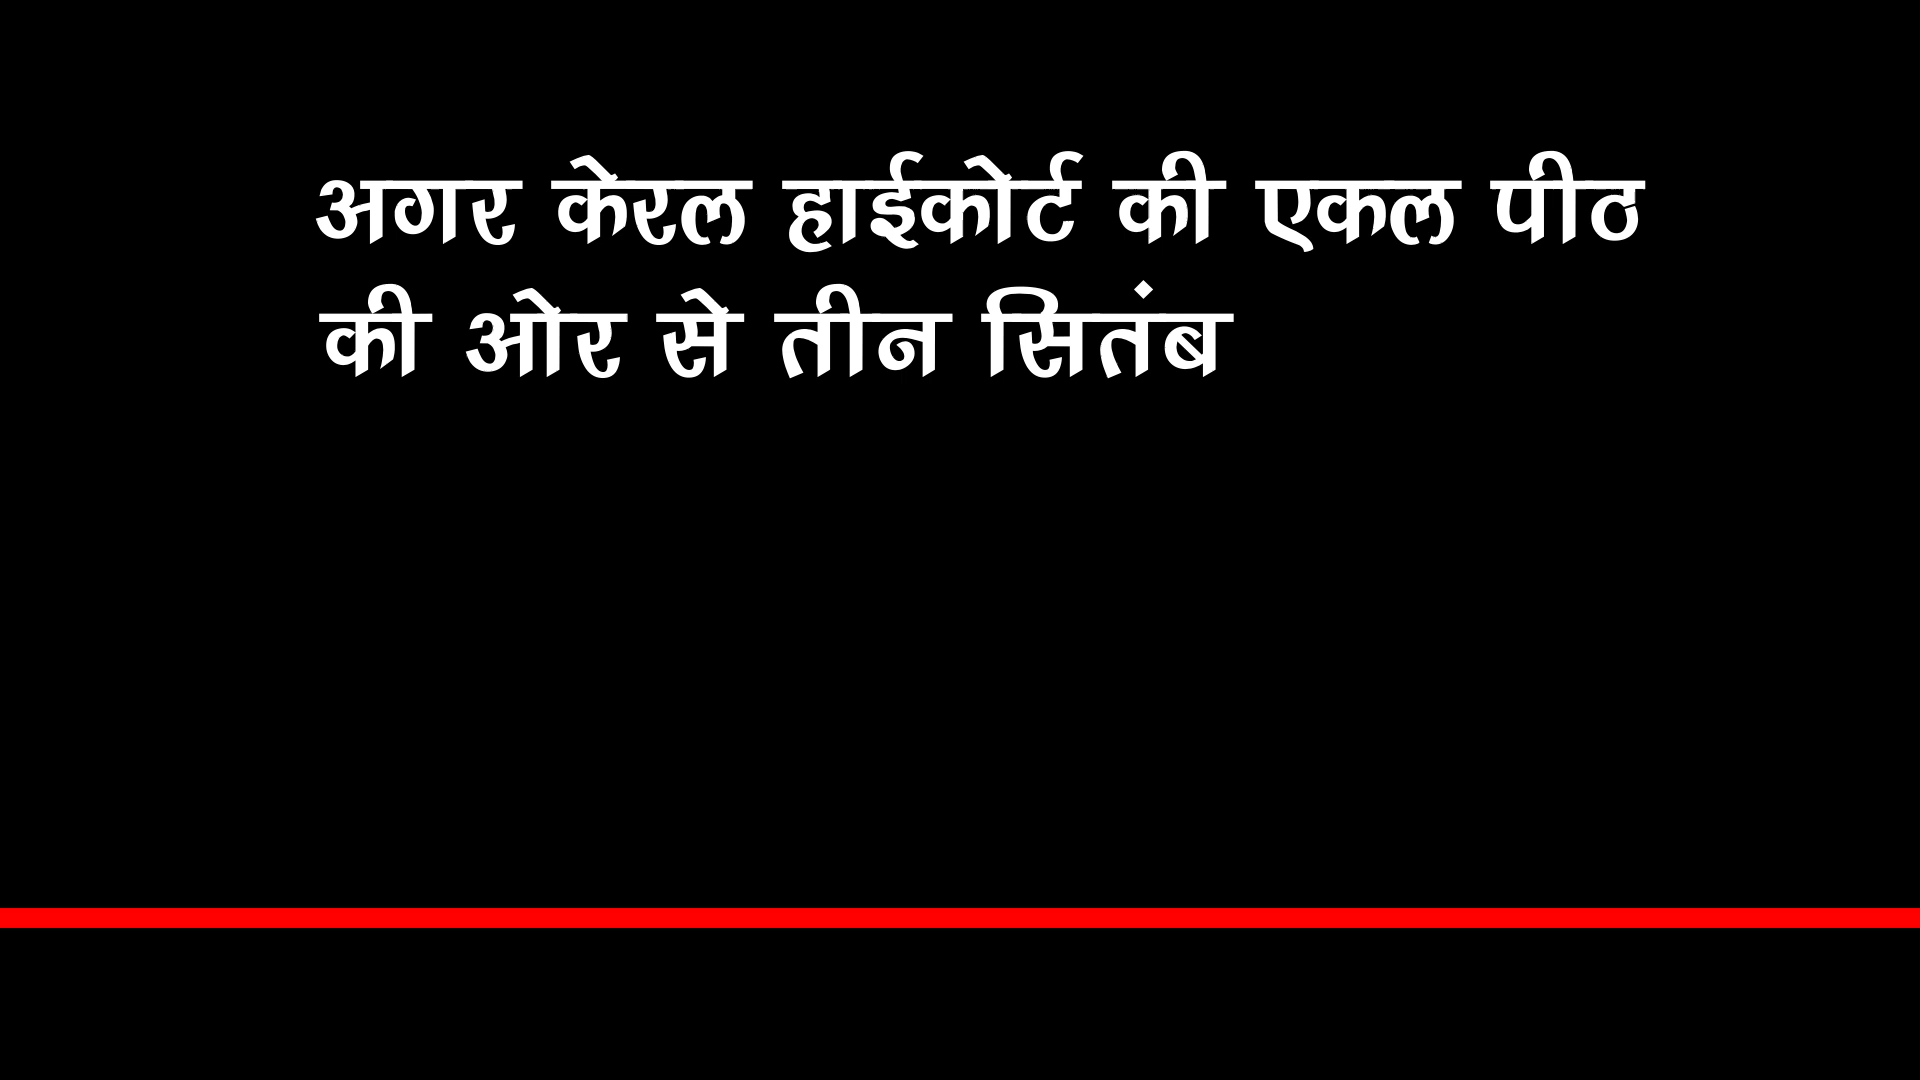 अगर केरल हाईकोर्ट की एकल पीठ
की ओर से तीन सितंब